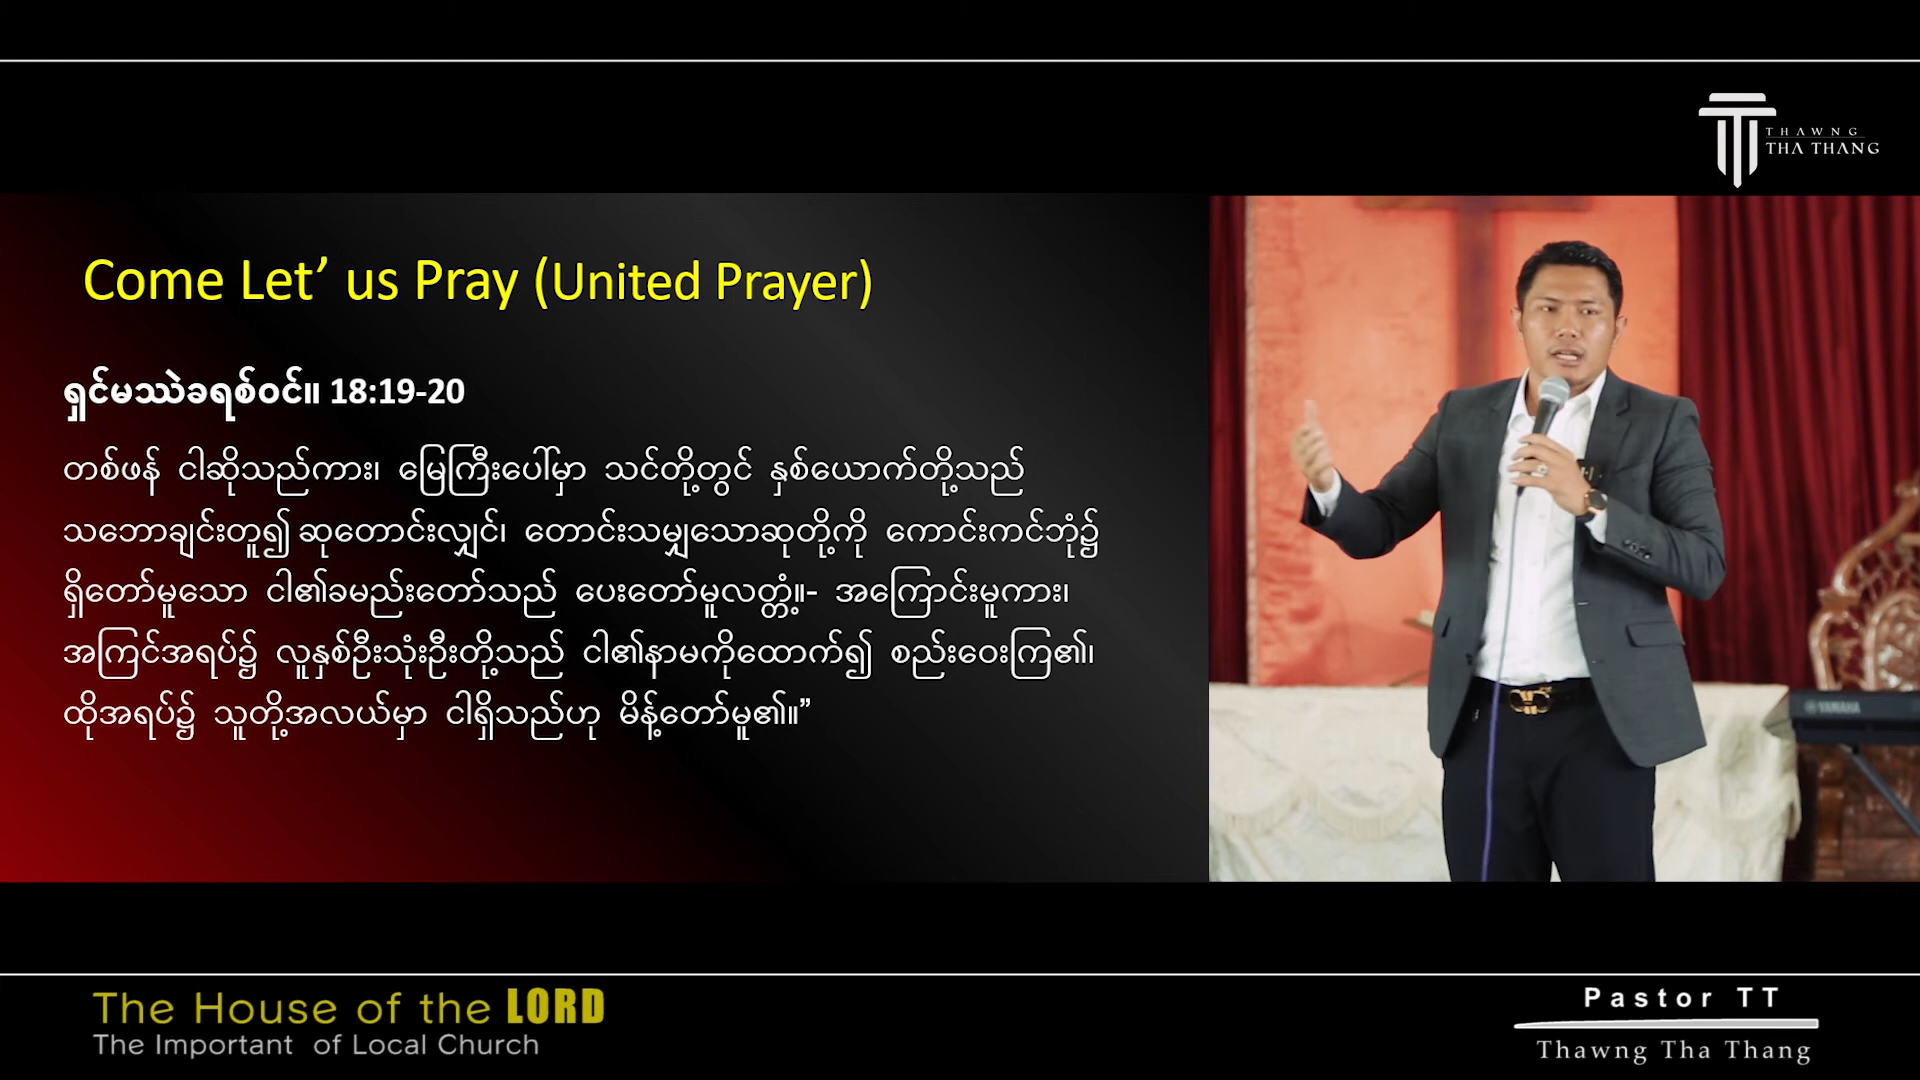 THAWNG
THA THANG
Come Let’ us Pray (United Prayer)
ရှင်မဿဲခရစ်ဝင်။ 18:19-20
တစ်ဖန် ငါဆိုသည်ကား၊ မြေကြီးပေါ်မှာ သင်တို့တွင် နှစ်ယောက်တို့သည်
သဘောချင်းတူ၍ ဆုတောင်းလျှင်၊ တောင်းသမျှသောဆုတို့ကို ကောင်းကင်ဘုံ၌
ရှိတော်မူသော ငါ၏ခမည်းတော်သည် ပေးတော်မူလတ္တံ့။- အကြောင်းမူကား၊
အကြင်အရပ်၌ လူနှစ်ဦးသုံးဦးတို့သည် ငါ၏နာမကိုထောက်၍ စည်းဝေးကြ၏၊
ထိုအရပ်၌ သူတို့အလယ်မှာ ငါရှိသည်ဟု မိန့်တော်မူ၏။”
YAMAHA
The House of the LORD
The Important of Local Church
Pastor TT
Thawng Tha Thang